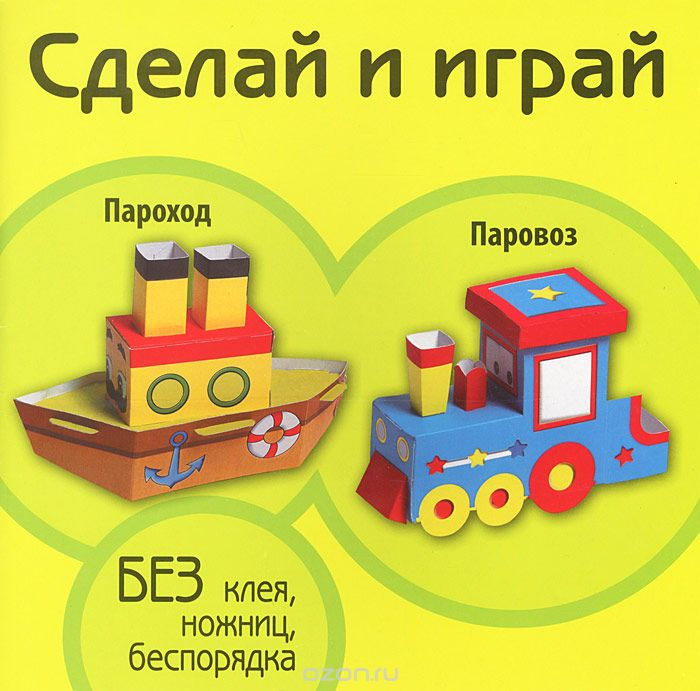 Сделай и играй
Пароход
Паровоз
БЕЗ клея,
ножниц,
беспорядка
ozon.ru